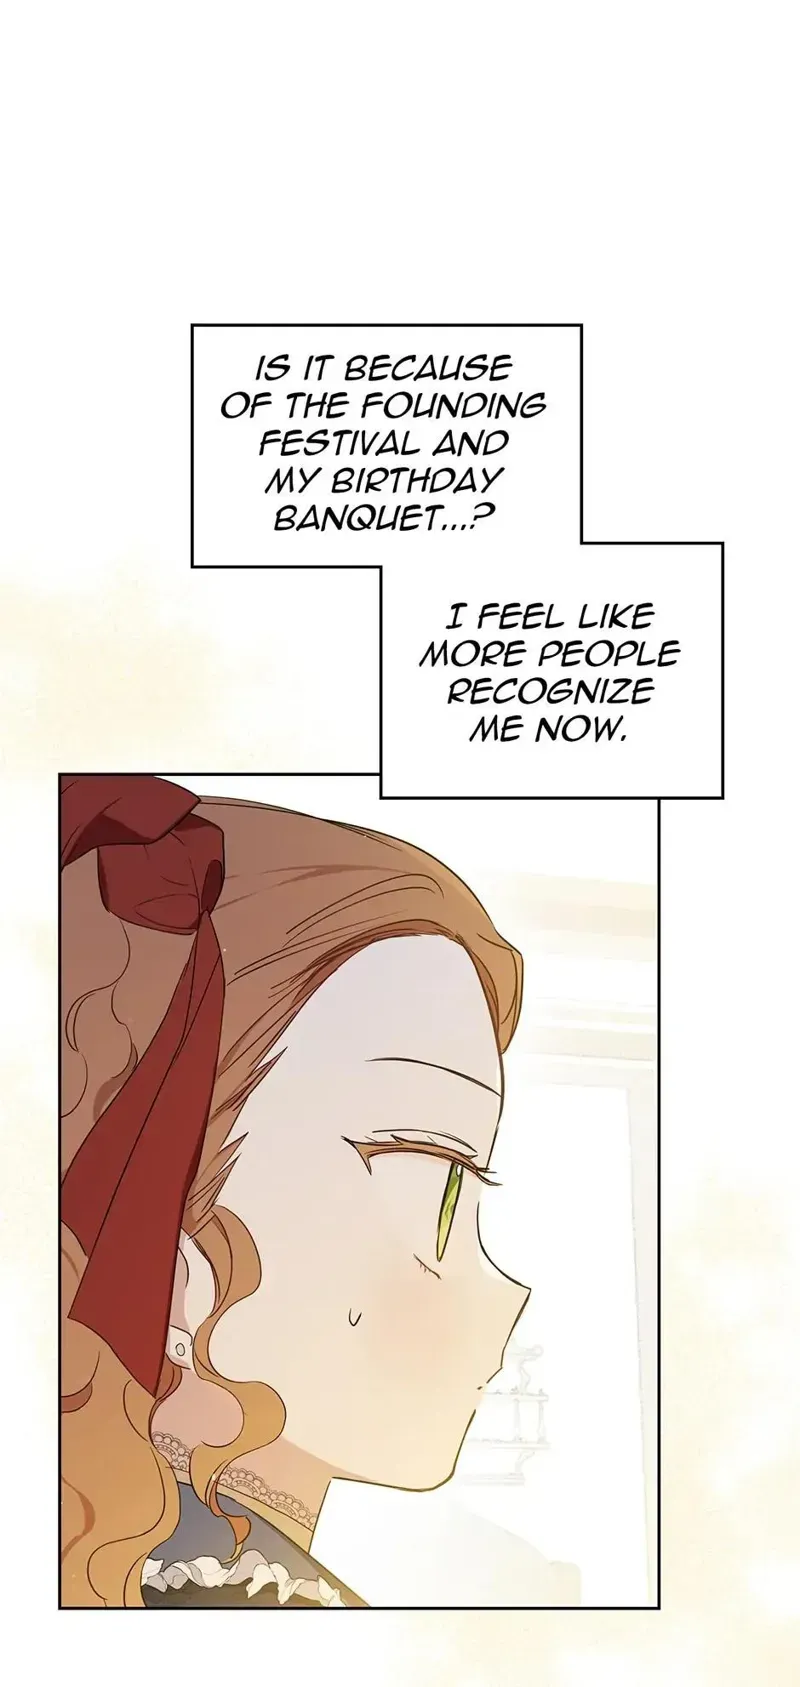 IS IT BECAUSE
OF THE FOUNDING
FESTIVAL AND
MY BIRTHDAY
BANQUET...?
I FEEL LIKE
MORE PEOPLE
RECOGNIZE
ME NOW.